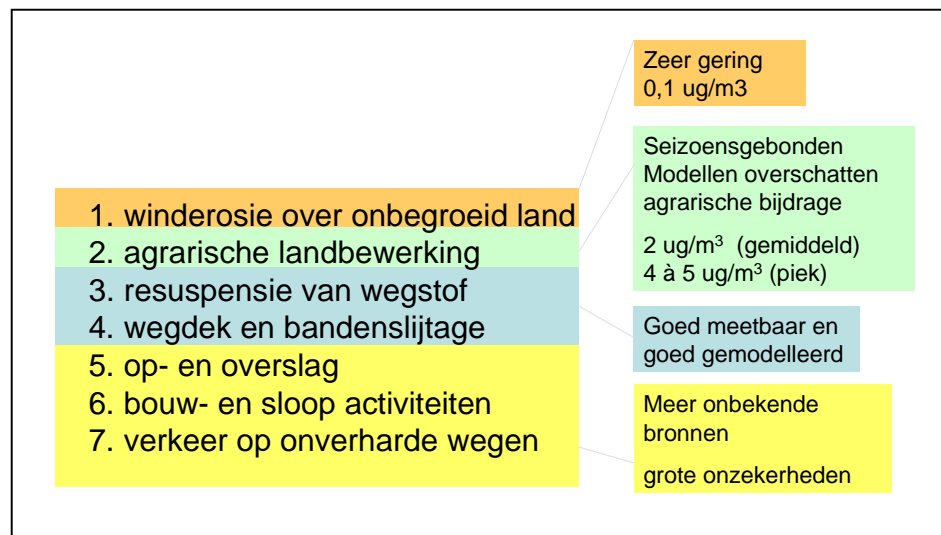 Zeer gering
0,1 ug/m3
Seizoensgebonden
Modellen overschatten
agrarische bijdrage
2 ug/m³ (gemiddeld)
4 à 5 ug/m³ (piek)
1. winderosie over onbegroeid land
2. agrarische landbewerking
3. resuspensie van wegstof
4. wegdek en bandenslijtage
5. op- en overslag
6. bouw- en sloop activiteiten
7. verkeer op onverharde wegen
Goed meetbaar en
goed gemodelleerd
Meer onbekende
bronnen
grote onzekerheden